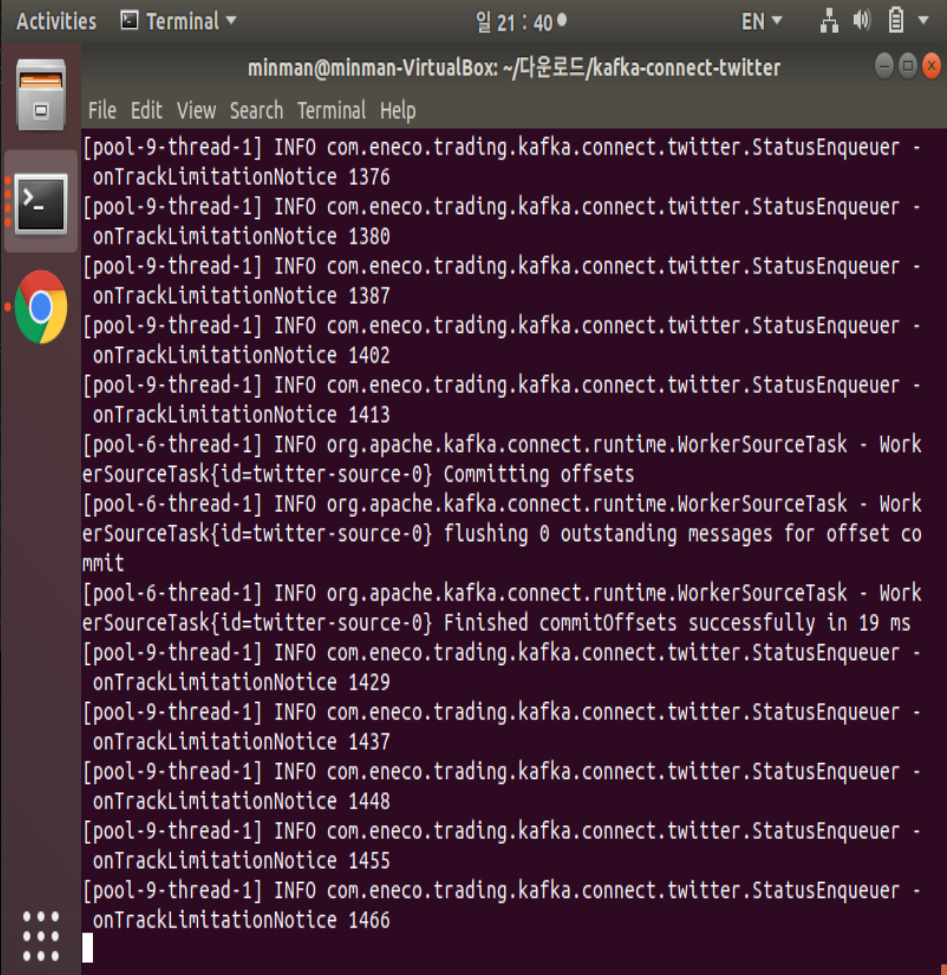 Activities Terminal 일 21 : 40 EN
minman@minman-VirtualBox: ~/다운로드/kafka-connect-twitter
File Edit View Search Terminal Help
[pool-9-thread-1] INFO com.eneco.trading.kafka.connect.twitter.StatusEnqueuer -
 onTrackLimitationNotice 1376
[pool-9-thread-1] INFO com.eneco.trading.kafka.connect.twitter.StatusEnqueuer -
 onTrackLimitationNotice 1380
[pool-9-thread-1] INFO com.eneco.trading.kafka.connect.twitter.StatusEnqueuer -
 onTrackLimitationNotice 1387
[pool-9-thread-1] INFO com.eneco.trading.kafka.connect.twitter.StatusEnqueuer -
 onTrackLimitationNotice 1402
[pool-9-thread-1] INFO com.eneco.trading.kafka.connect.twitter.StatusEnqueuer -
 onTrackLimitationNotice 1413
[pool-6-thread-1] INFO org.apache.kafka.connect.runtime.WorkerSourceTask - Work
erSourceTask{id=twitter-source-0} Committing offsets
[pool-6-thread-1] INFO org.apache.kafka.connect.runtime.WorkerSourceTask - Work
erSourceTask{id=twitter-source-0} flushing 0 outstanding messages for offset co
mmit
[pool-6-thread-1] INFO org.apache.kafka.connect.runtime.WorkerSourceTask - Work
erSourceTask{id=twitter-source-0} Finished commitOffsets successfully in 19 ms
[pool-9-thread-1] INFO com.eneco.trading.kafka.connect.twitter.StatusEnqueuer -
 onTrackLimitationNotice 1429
[pool-9-thread-1] INFO com.eneco.trading.kafka.connect.twitter.StatusEnqueuer -
 onTrackLimitationNotice 1437
[pool-9-thread-1] INFO com.eneco.trading.kafka.connect.twitter.StatusEnqueuer -
 onTrackLimitationNotice 1448
[pool-9-thread-1] INFO com.eneco.trading.kafka.connect.twitter.StatusEnqueuer -
 onTrackLimitationNotice 1455
[pool-9-thread-1] INFO com.eneco.trading.kafka.connect.twitter.StatusEnqueuer -
 onTrackLimitationNotice 1466